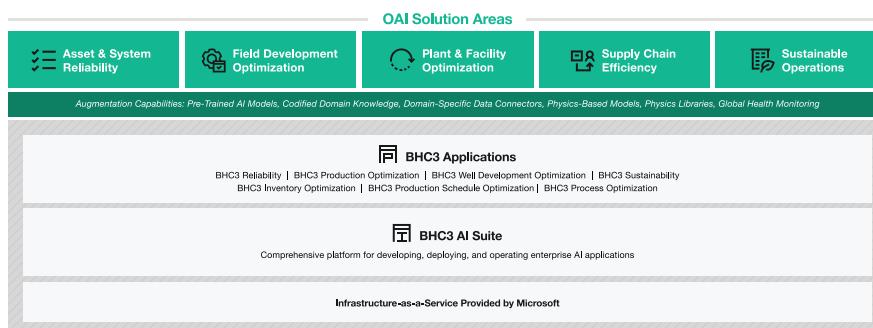 OAI Solution Areas
Asset & System
Reliability
Field Development
Optimization
Plant & Facility
Optimization
Supply Chain
Efficiency
Sustainable
Operations
Augmentation Capabilities: Pre-Trained AI Models, Codified Domain Knowledge, Domain-Specific Data Connectors, Physics-Based Models, Physics Libraries, Global Health Monitoring
BHC3 Applications
BHC3 Reliability | BHC3 Production Optimization | BHC3 Well Development Optimization | BHC3 Sustainability
BHC3 Inventory Optimization | BHC3 Production Schedule Optimization | BHC3 Process Optimization
BHC3 AI Suite
Comprehensive platform for developing, deploying, and operating enterprise AI applications
Infrastructure-as-a-Service Provided by Microsoft